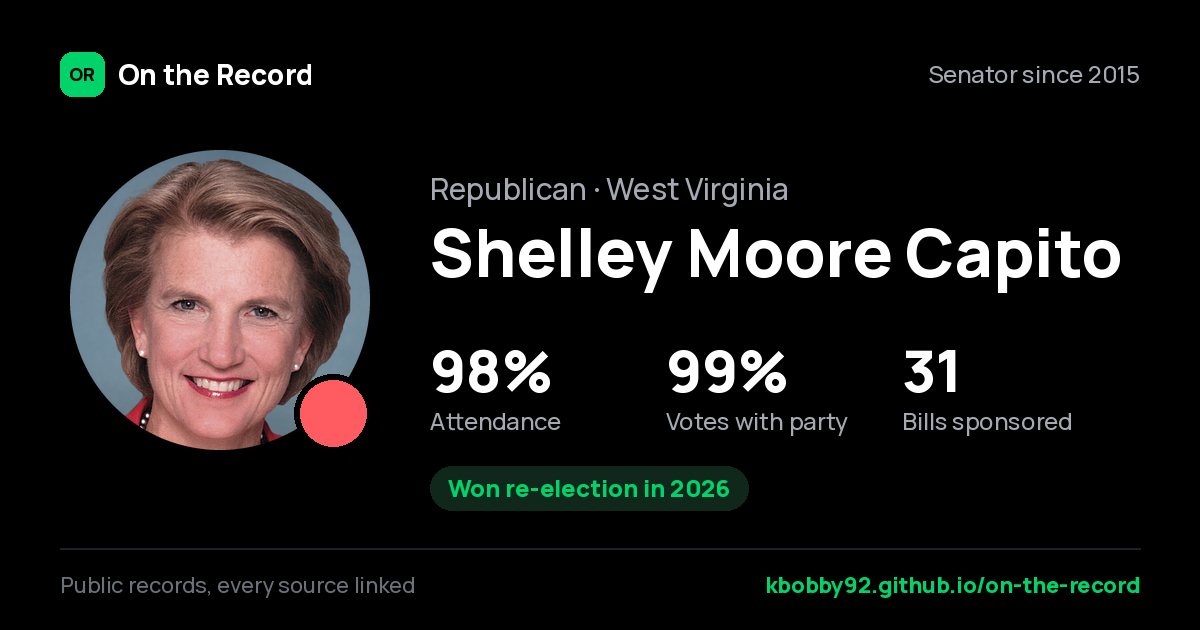 OR On the Record
Senator since 2015
Republican · West Virginia
Shelley Moore Capito
98% 99% 31
Attendance Votes with party Bills sponsored
Won re-election in 2026
Public records, every source linked
kbobby92.github.io/on-the-record